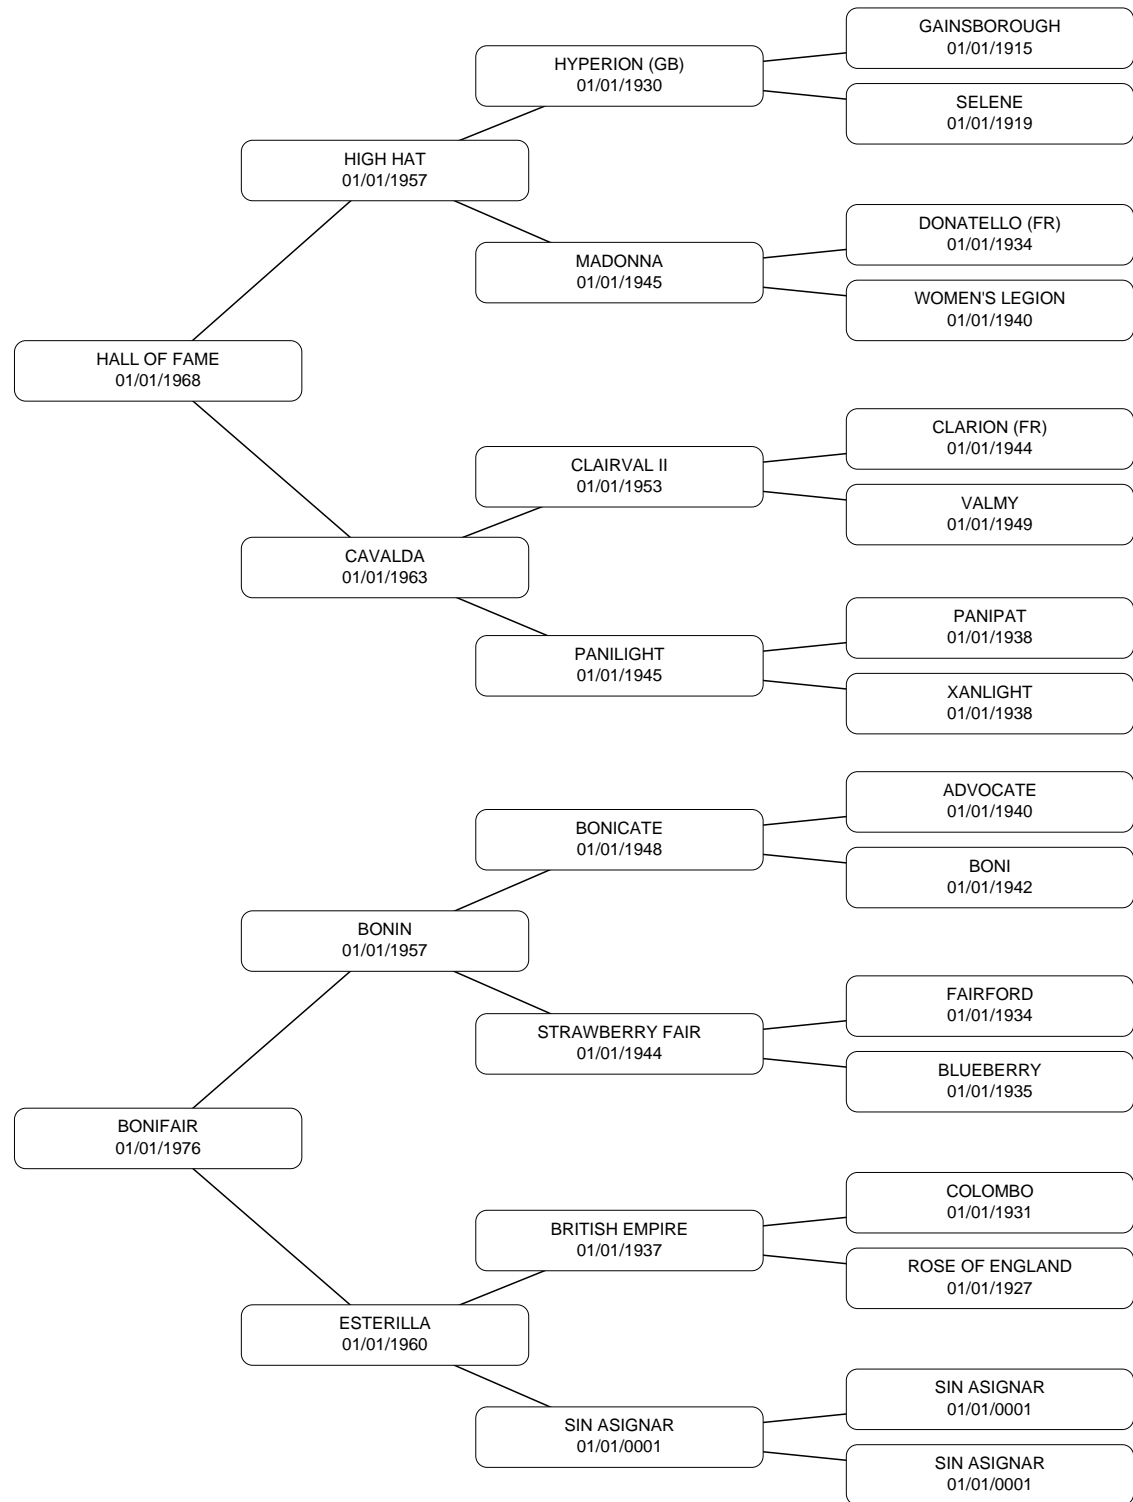 GAINSBOROUGH
01/01/1915
HYPERION (GB)
01/01/1930
SELENE
01/01/1919
HIGH HAT
01/01/1957
DONATELLO (FR)
01/01/1934
MADONNA
01/01/1945
WOMEN'S LEGION
01/01/1940
HALL OF FAME
01/01/1968
CLARION (FR)
01/01/1944
CLAIRVAL II
01/01/1953
VALMY
01/01/1949
CAVALDA
01/01/1963
PANIPAT
01/01/1938
PANILIGHT
01/01/1945
XANLIGHT
01/01/1938
ADVOCATE
01/01/1940
BONICATE
01/01/1948
BONI
01/01/1942
BONIN
01/01/1957
FAIRFORD
01/01/1934
STRAWBERRY FAIR
01/01/1944
BLUEBERRY
01/01/1935
BONIFAIR
01/01/1976
COLOMBO
01/01/1931
BRITISH EMPIRE
01/01/1937
ROSE OF ENGLAND
01/01/1927
ESTERILLA
01/01/1960
SIN ASIGNAR
01/01/0001
SIN ASIGNAR
01/01/0001
SIN ASIGNAR
01/01/0001